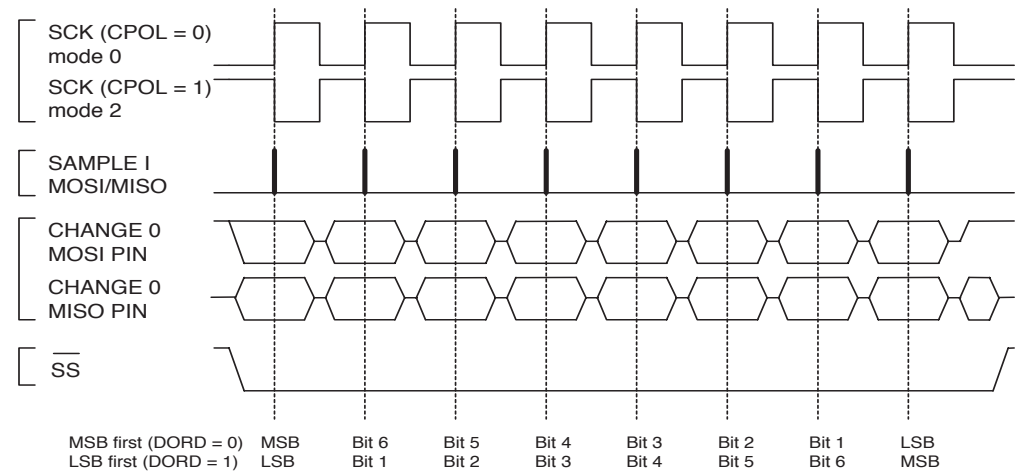 SCK (CPOL = 0)
mode 0
SCK (CPOL = 1)
mode 2
SAMPLE I
MOSI/MISO
CHANGE 0
MOSI PIN
CHANGE 0
MISO PIN
SS
MSB first (DORD = 0) MSB Bit 6 Bit 5 Bit 4 Bit 3 Bit 2 Bit 1 LSB
LSB first (DORD = 1) LSB Bit 1 Bit 2 Bit 3 Bit 4 Bit 5 Bit 6 MSB